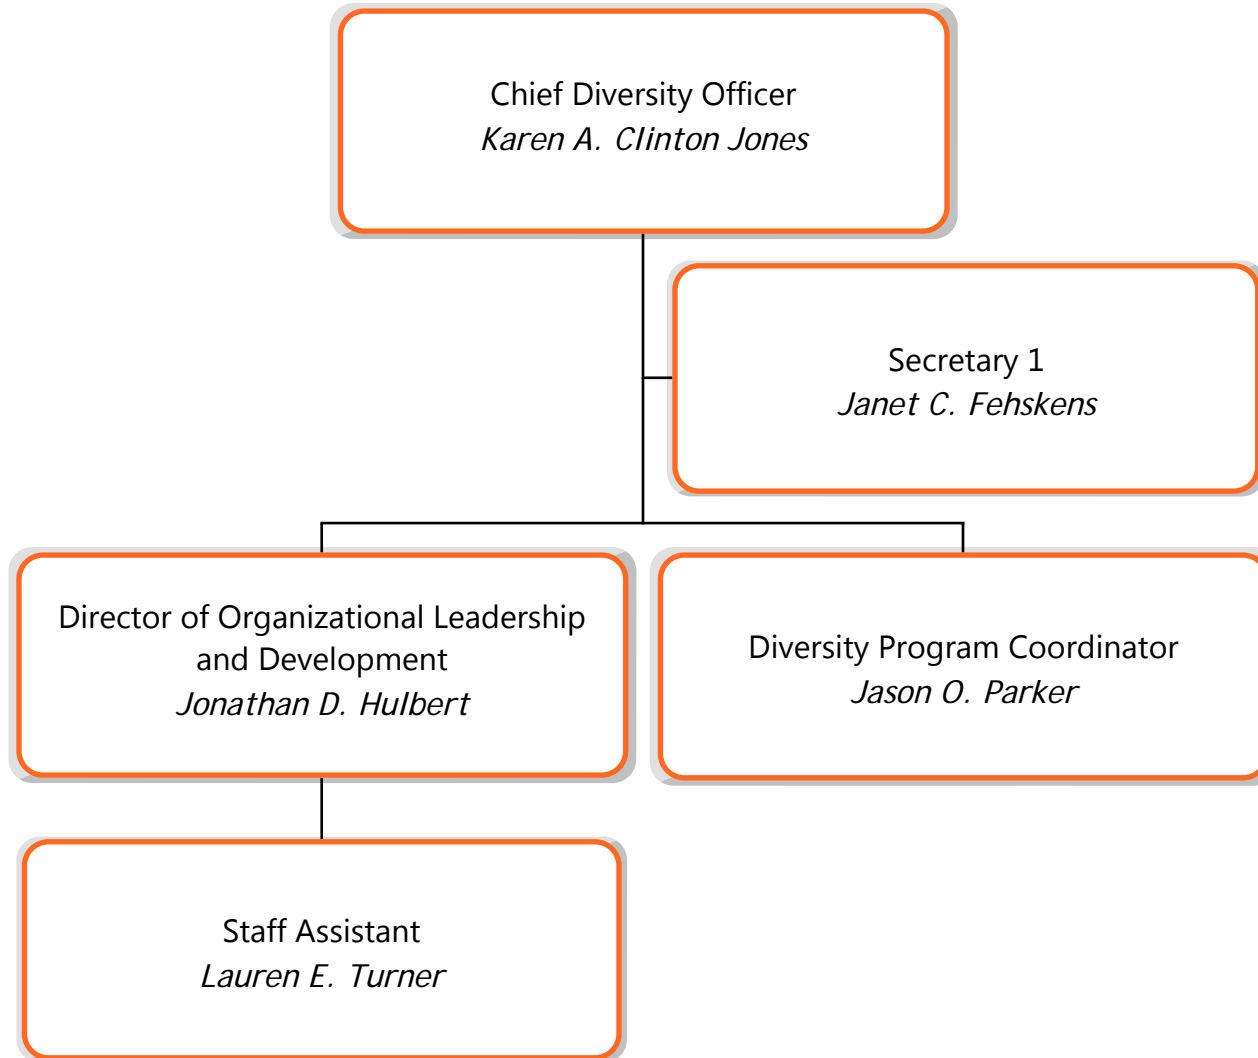 Chief Diversity Officer
Karen A. Clinton Jones
Secretary 1
Janet C. Fehskens
Director of Organizational Leadership
and Development
Jonathan D. Hulbert
Diversity Program Coordinator
Jason O. Parker
Staff Assistant
Lauren E. Turner